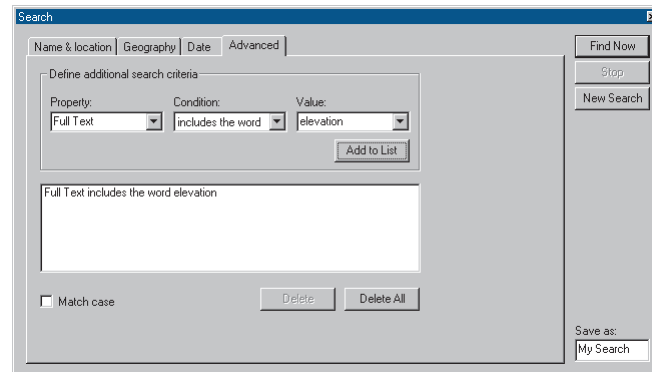 Search
Name & location Geography Date Advanced
Find Now
Stop
New Search
Define additional search criteria
Property: Condition: Value:
Full Text includes the word elevation
Add to List
Full Text includes the word elevation
Match case
Delete Delete All
Save as:
My Search